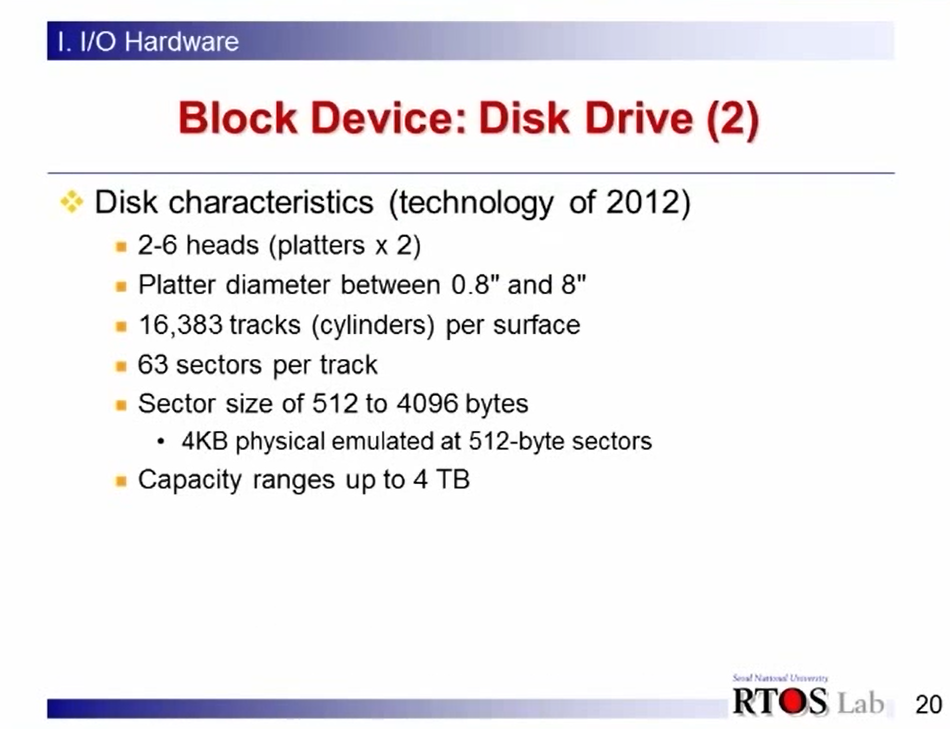 I. I/O Hardware
Block Device: Disk Drive (2)
Disk characteristics (technology of 2012)
2-6 heads (platters x 2)
Platter diameter between 0.8" and 8"
16,383 tracks (cylinders) per surface
63 sectors per track
Sector size of 512 to 4096 bytes
• 4KB physical emulated at 512-byte sectors
Capacity ranges up to 4 TB
Seoul National University
RTOS Lab
20